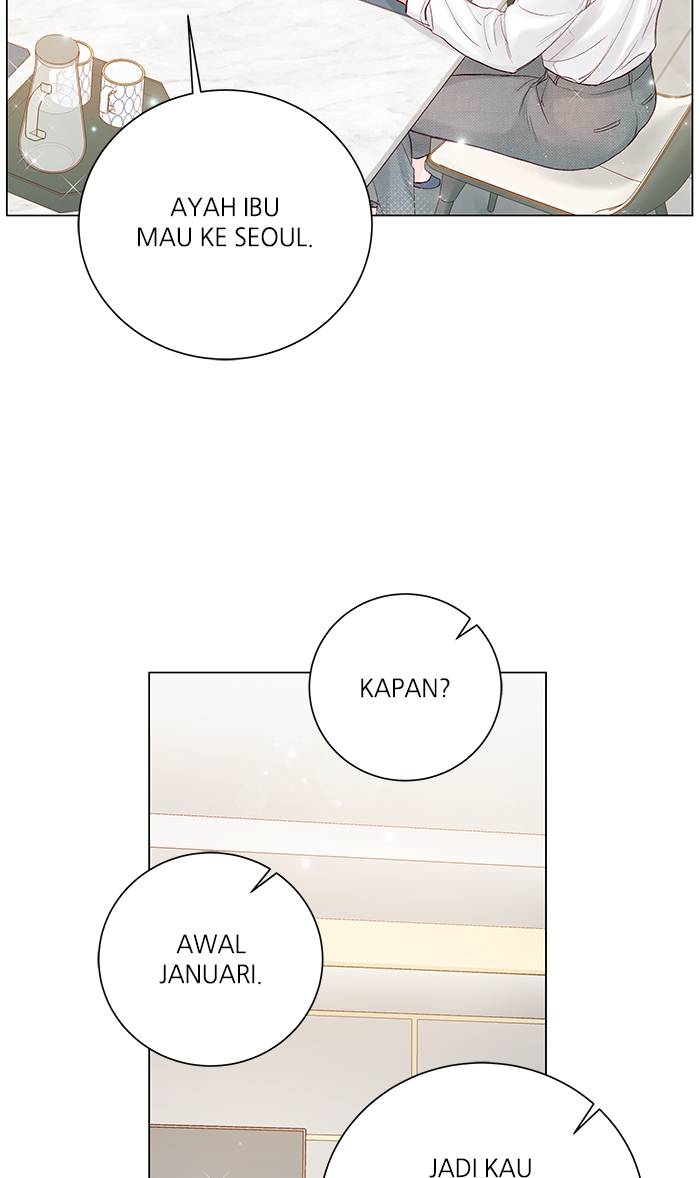 AYAH IBU
MAU KE SEOUL.
KAPAN?
AWAL
JANUARI.
JADI KAU